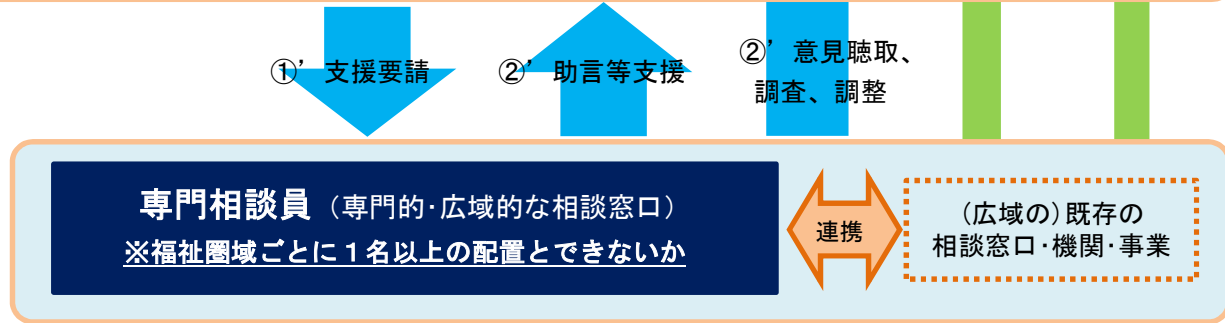 ①’支援要請
②’助言等支援
②’意見聴取、
調査、調整
専門相談員（専門的・広域的な相談窓口）
※福祉圏域ごとに１名以上の配置とできないか
連携
（広域の）既存の
相談窓口・機関・事業